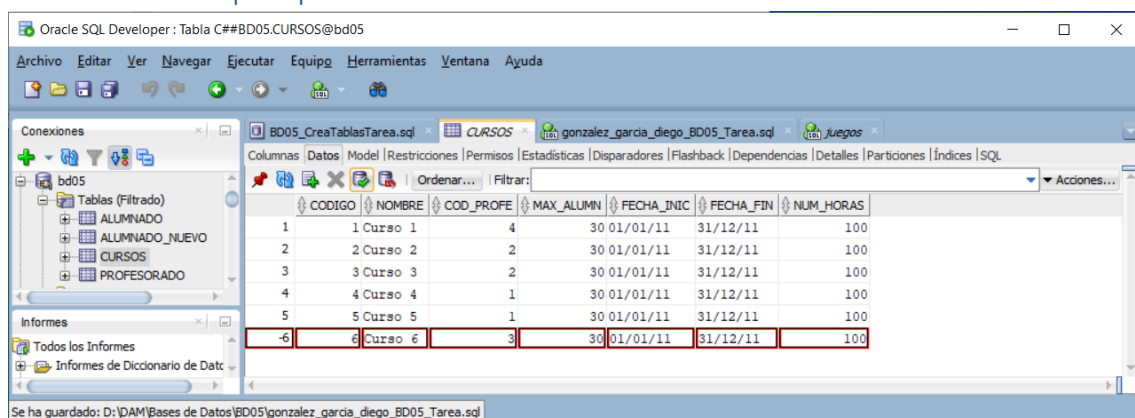 Oracle SQL Developer : Tabla C##BD05.CURSOS@bd05
Archivo Editar Ver Navegar Ejecutar Equipo Herramientas Ventana Ayuda
Conexiones
bd05
Tablas (Filtrado)
ALUMNADO
ALUMNADO_NUEVO
CURSOS
PROFESORADO
Informes
Todos los Informes
Informes de Diccionario de Datc
BD05_CreaTablasTarea.sql CURSOS gonzalez_garcia_diego_BD05_Tarea.sql juegos
Columnas Datos Model Restricciones Permisos Estadísticas Disparadores Flashback Dependencias Detalles Particiones Índices SQL
Ordenar... Filtrar: Acciones...
CODIGO NOMBRE COD_PROFE MAX_ALUMN FECHA_INIC FECHA_FIN NUM_HORAS
1 1 Curso 1 4 30 01/01/11 31/12/11 100
2 2 Curso 2 2 30 01/01/11 31/12/11 100
3 3 Curso 3 2 30 01/01/11 31/12/11 100
4 4 Curso 4 1 30 01/01/11 31/12/11 100
5 5 Curso 5 1 30 01/01/11 31/12/11 100
-6 6 Curso 6 3 30 01/01/11 31/12/11 100
Se ha guardado: D:\DAM\Bases de Datos\BD05\gonzalez_garcia_diego_BD05_Tarea.sql